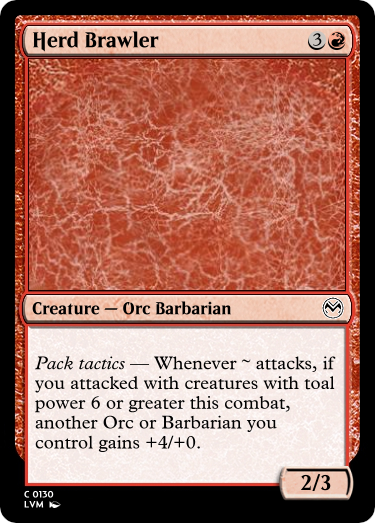 Herd Brawler 3
Creature — Orc Barbarian
Pack tactics — Whenever ~ attacks, if
you attacked with creatures with toal
power 6 or greater this combat,
another Orc or Barbarian you
control gains +4/+0.
2/3
C 0130
LVM